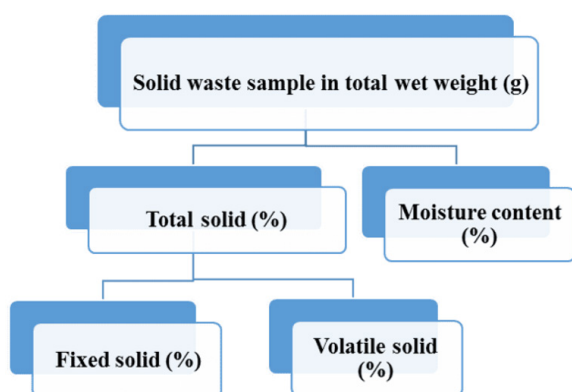 Solid waste sample in total wet weight (g)
Total solid (%)
Moisture content
(%)
Fixed solid (%)
Volatile solid
(%)